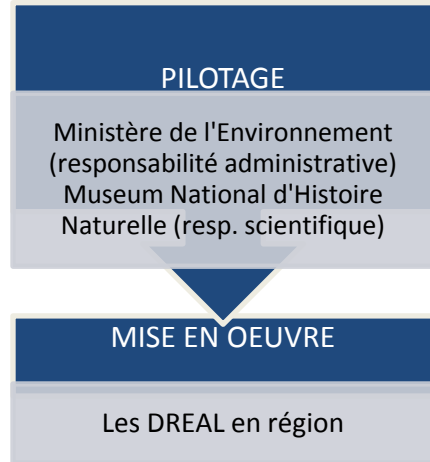 PILOTAGE
Ministère de l'Environnement
(responsabilité administrative)
Museum National d'Histoire
Naturelle (resp. scientifique)
MISE EN OEUVRE
Les DREAL en région